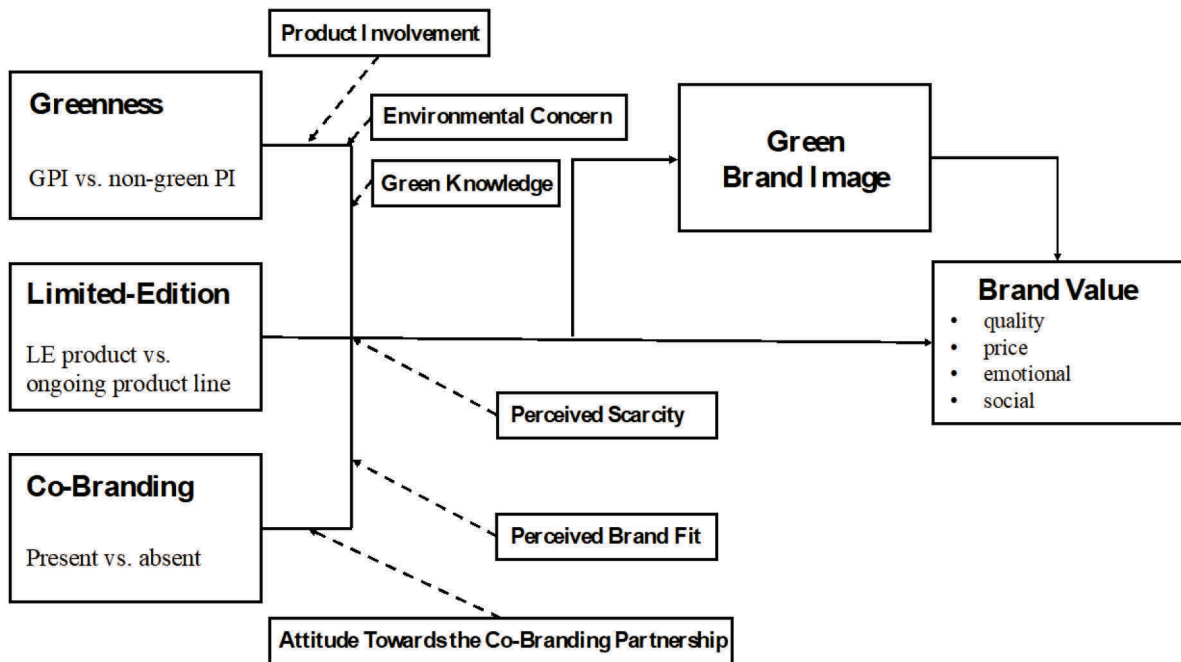 Product Involvement
Greenness
GPI vs. non-green PI
Environmental Concern
Green Knowledge
Green
Brand Image
Limited-Edition
LE product vs.
ongoing product line
Brand Value
• quality
• price
• emotional
• social
Perceived Scarcity
Co-Branding
Present vs. absent
Perceived Brand Fit
Attitude Towards the Co-Branding Partnership